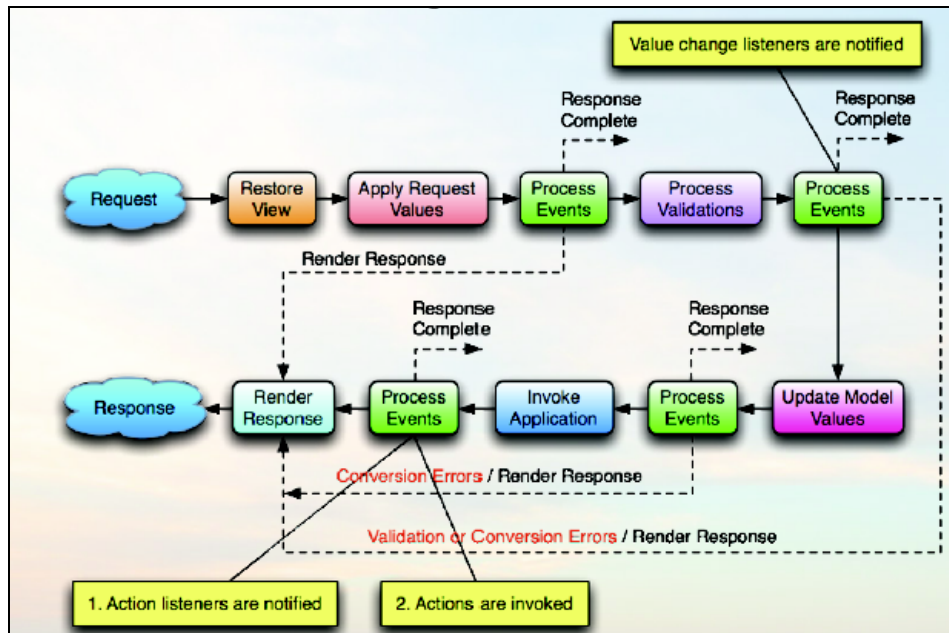 Value change listeners are notified
Response
Complete
Response
Complete
Request
Restore
View
Apply Request
Values
Process
Events
Process
Validations
Process
Events
Render Response
Response
Complete
Response
Complete
Response
Render
Response
Process
Events
Invoke
Application
Process
Events
Update Model
Values
Conversion Errors / Render Response
Validation or Conversion Errors / Render Response
1. Action listeners are notified
2. Actions are invoked